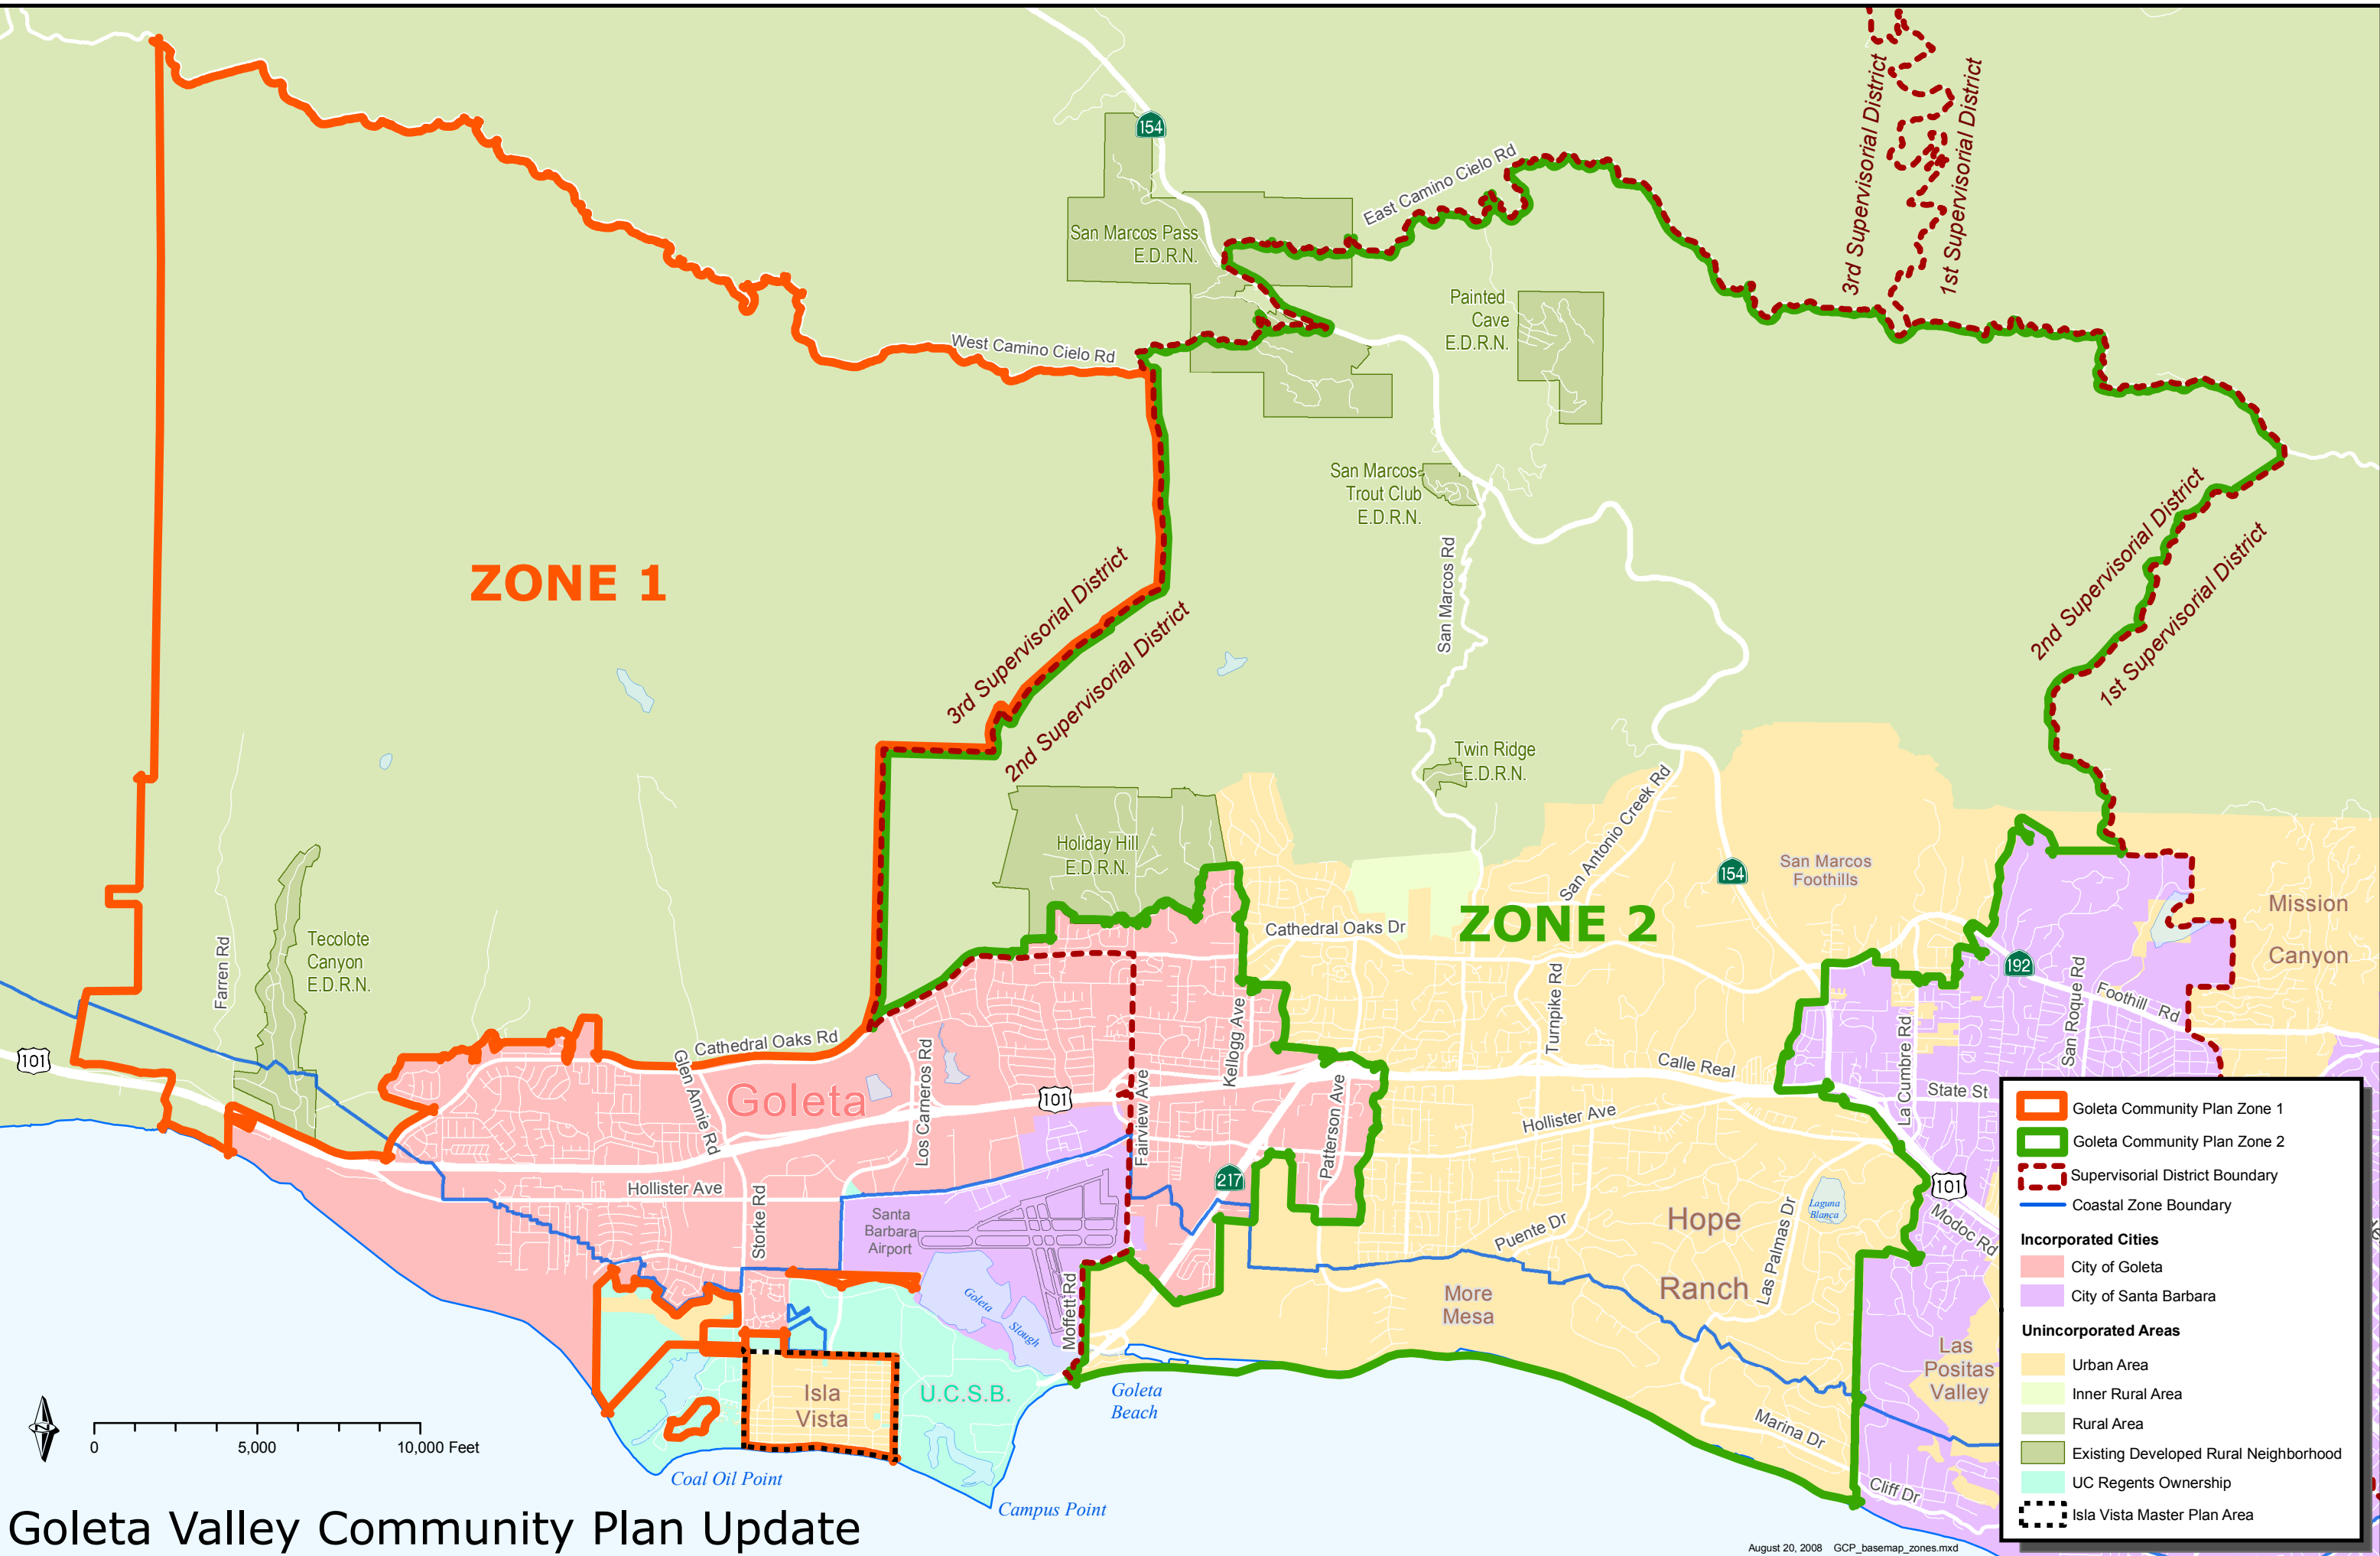 154
3rd Supervisorial District
1st Supervisorial District
East Camino Cielo Rd
San Marcos Pass
E.D.R.N.
Painted
Cave
E.D.R.N.
West Camino Cielo Rd
San Marcos
Trout Club
E.D.R.N.
2nd Supervisorial District
1st Supervisorial District
ZONE 1
San Marcos Rd
3rd Supervisorial District
2nd Supervisorial District
Twin Ridge
E.D.R.N.
San Antonio Creek Rd
Holiday Hill
E.D.R.N.
154
San Marcos
Foothills
Mission
Canyon
ZONE 2
Cathedral Oaks Dr
Farren Rd
Tecolote
Canyon
E.D.R.N.
192
San Roque Rd
Foothill Rd
Turnpike Rd
Kellogg Ave
La Cumbre Rd
101
Cathedral Oaks Rd
Glen Annie Rd
Los Carneros Rd
Goleta
101
Fairview Ave
Patterson Ave
Calle Real
State St
Hollister Ave
217
101
Hollister Ave
Storke Rd
Santa
Barbara
Airport
Puente Dr
Hope
Ranch
Las Palmas Dr
Laguna
Blanca
Modoc Rd
Goleta
Slough
Moffett Rd
More
Mesa
Las
Positas
Valley
Isla
Vista
U.C.S.B.
Goleta
Beach
Marina Dr
Cliff Dr
Coal Oil Point
Campus Point
N
0
5,000
10,000 Feet
Goleta Valley Community Plan Update
August 20, 2008 GCP_basemap_zones.mxd
Goleta Community Plan Zone 1
Goleta Community Plan Zone 2
Supervisorial District Boundary
Coastal Zone Boundary
Incorporated Cities
City of Goleta
City of Santa Barbara
Unincorporated Areas
Urban Area
Inner Rural Area
Rural Area
Existing Developed Rural Neighborhood
UC Regents Ownership
Isla Vista Master Plan Area